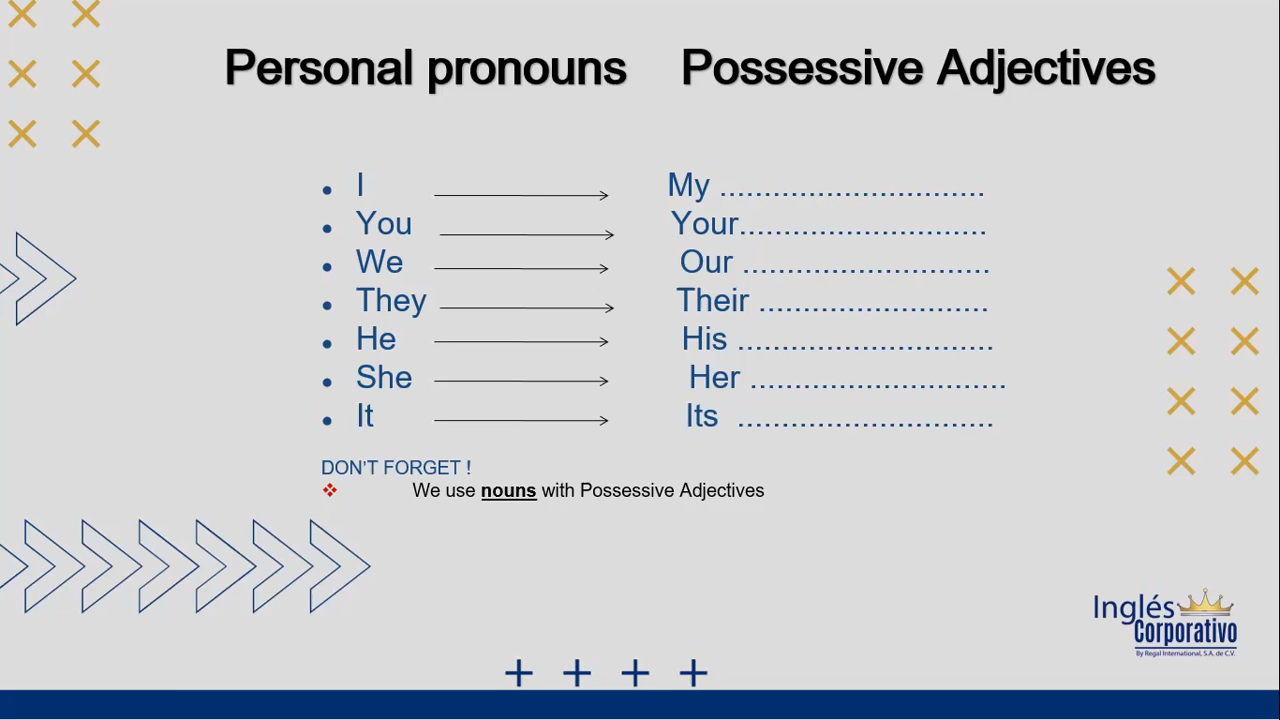 Personal pronouns Possessive Adjectives
• I My ..............................
• You Your............................
• We Our ............................
• They Their ..........................
• He His .............................
• She Her .............................
• It Its .............................
DON'T FORGET !
❖ We use nouns with Possessive Adjectives
Inglés
Corporativo
By Regal International, S.A. de C.V.